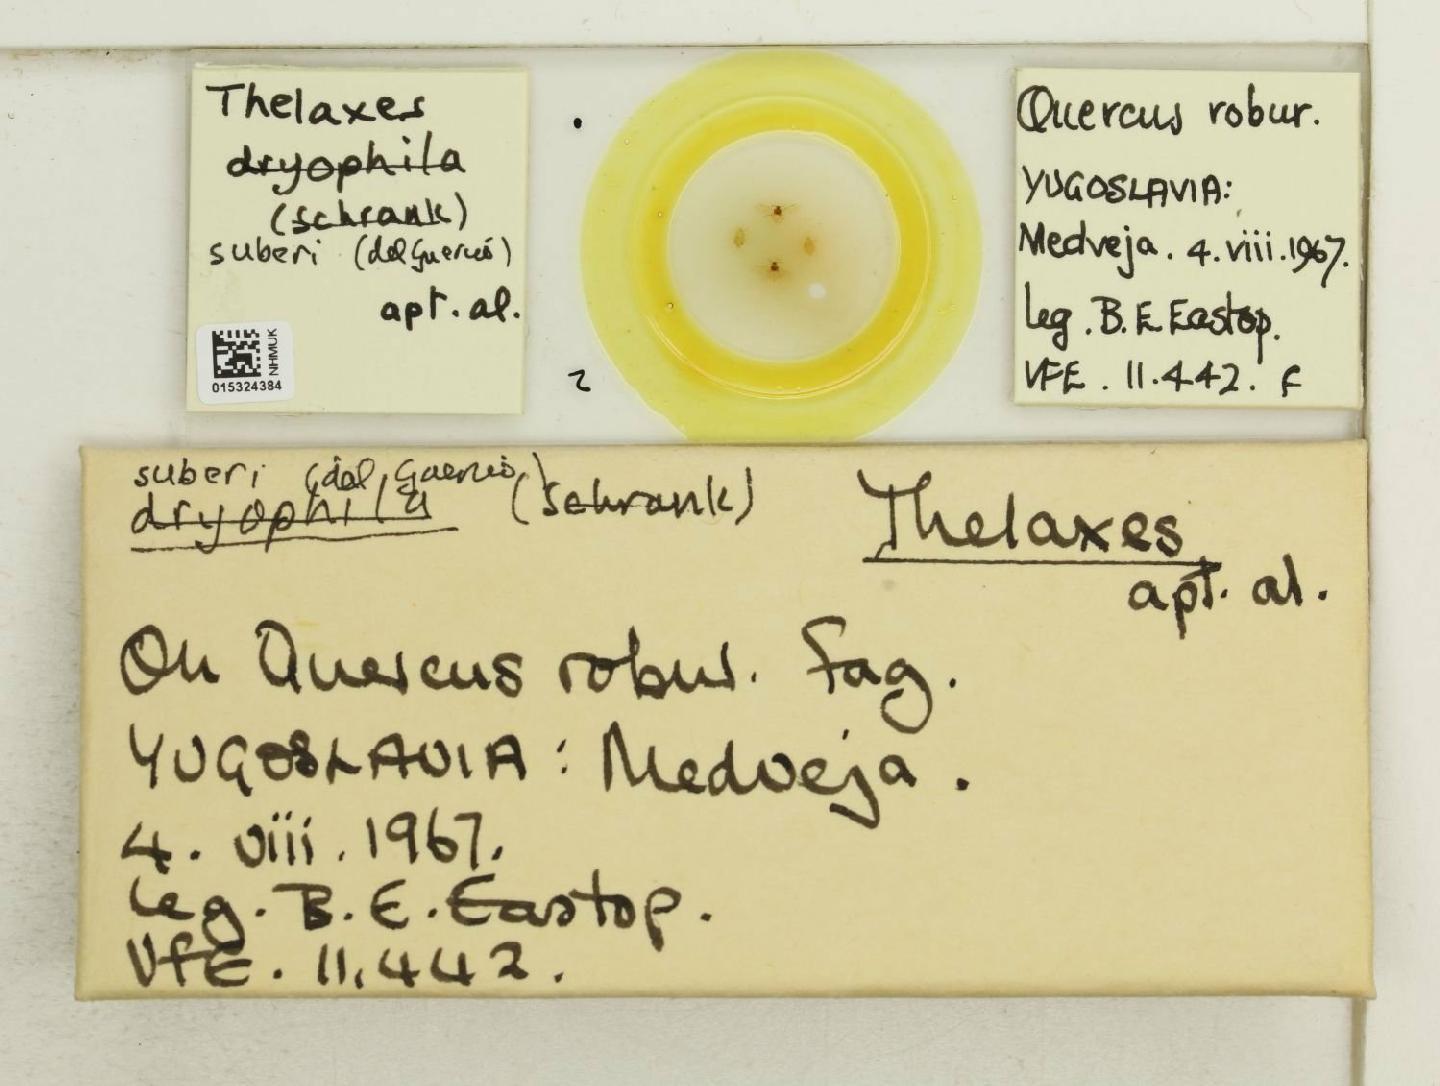 Thelaxes
dryophila
(schrank)
suberi (del Guercio)
apt. al.
NHMUK
015324384
2
Quercus robur.
YUGOSLAVIA:
Medveja. 4.viii.1967.
leg. B.E. Eastop.
VFE. 11.442. f
suberi (del Guercio)
dryophila (schrank)
Thelaxes
apt. al.
On Quercus robur. Fag.
YUGOSLAVIA: Medveja.
4. viii. 1967.
leg. B. E. Eastop.
VFE. 11.442.